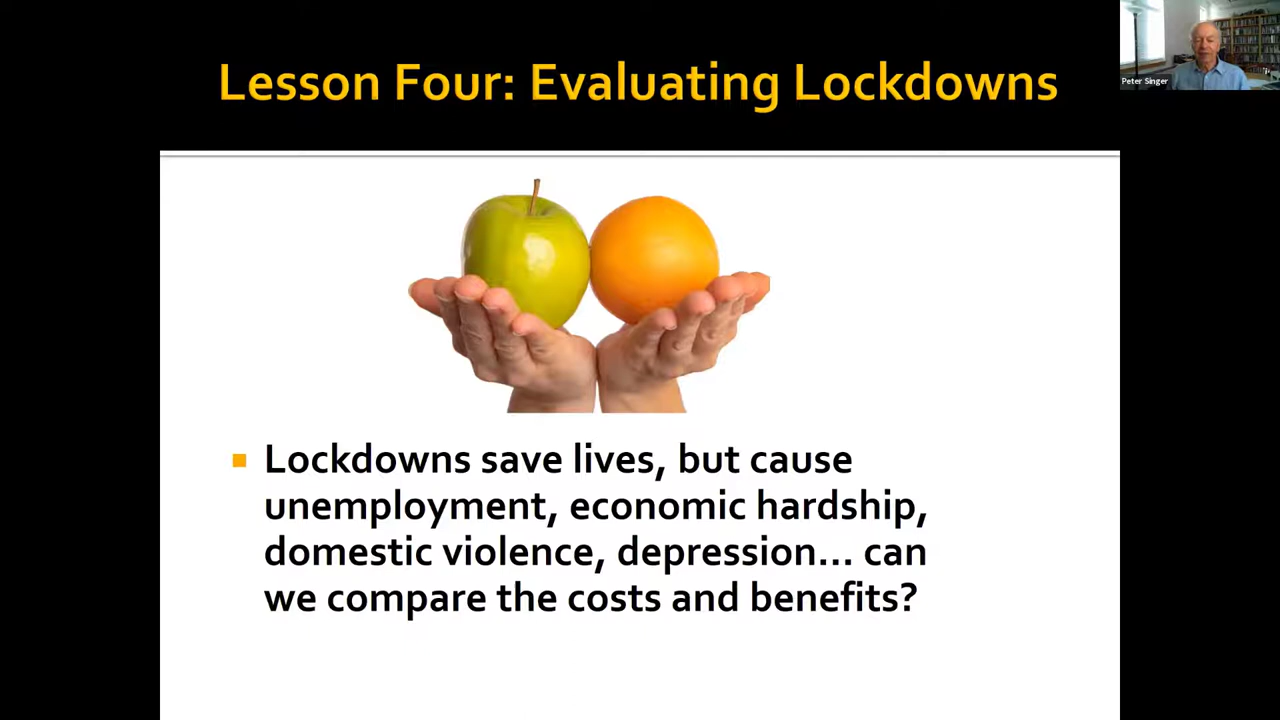 Lesson Four: Evaluating Lockdowns
Peter Singer
Lockdowns save lives, but cause
unemployment, economic hardship,
domestic violence, depression... can
we compare the costs and benefits?